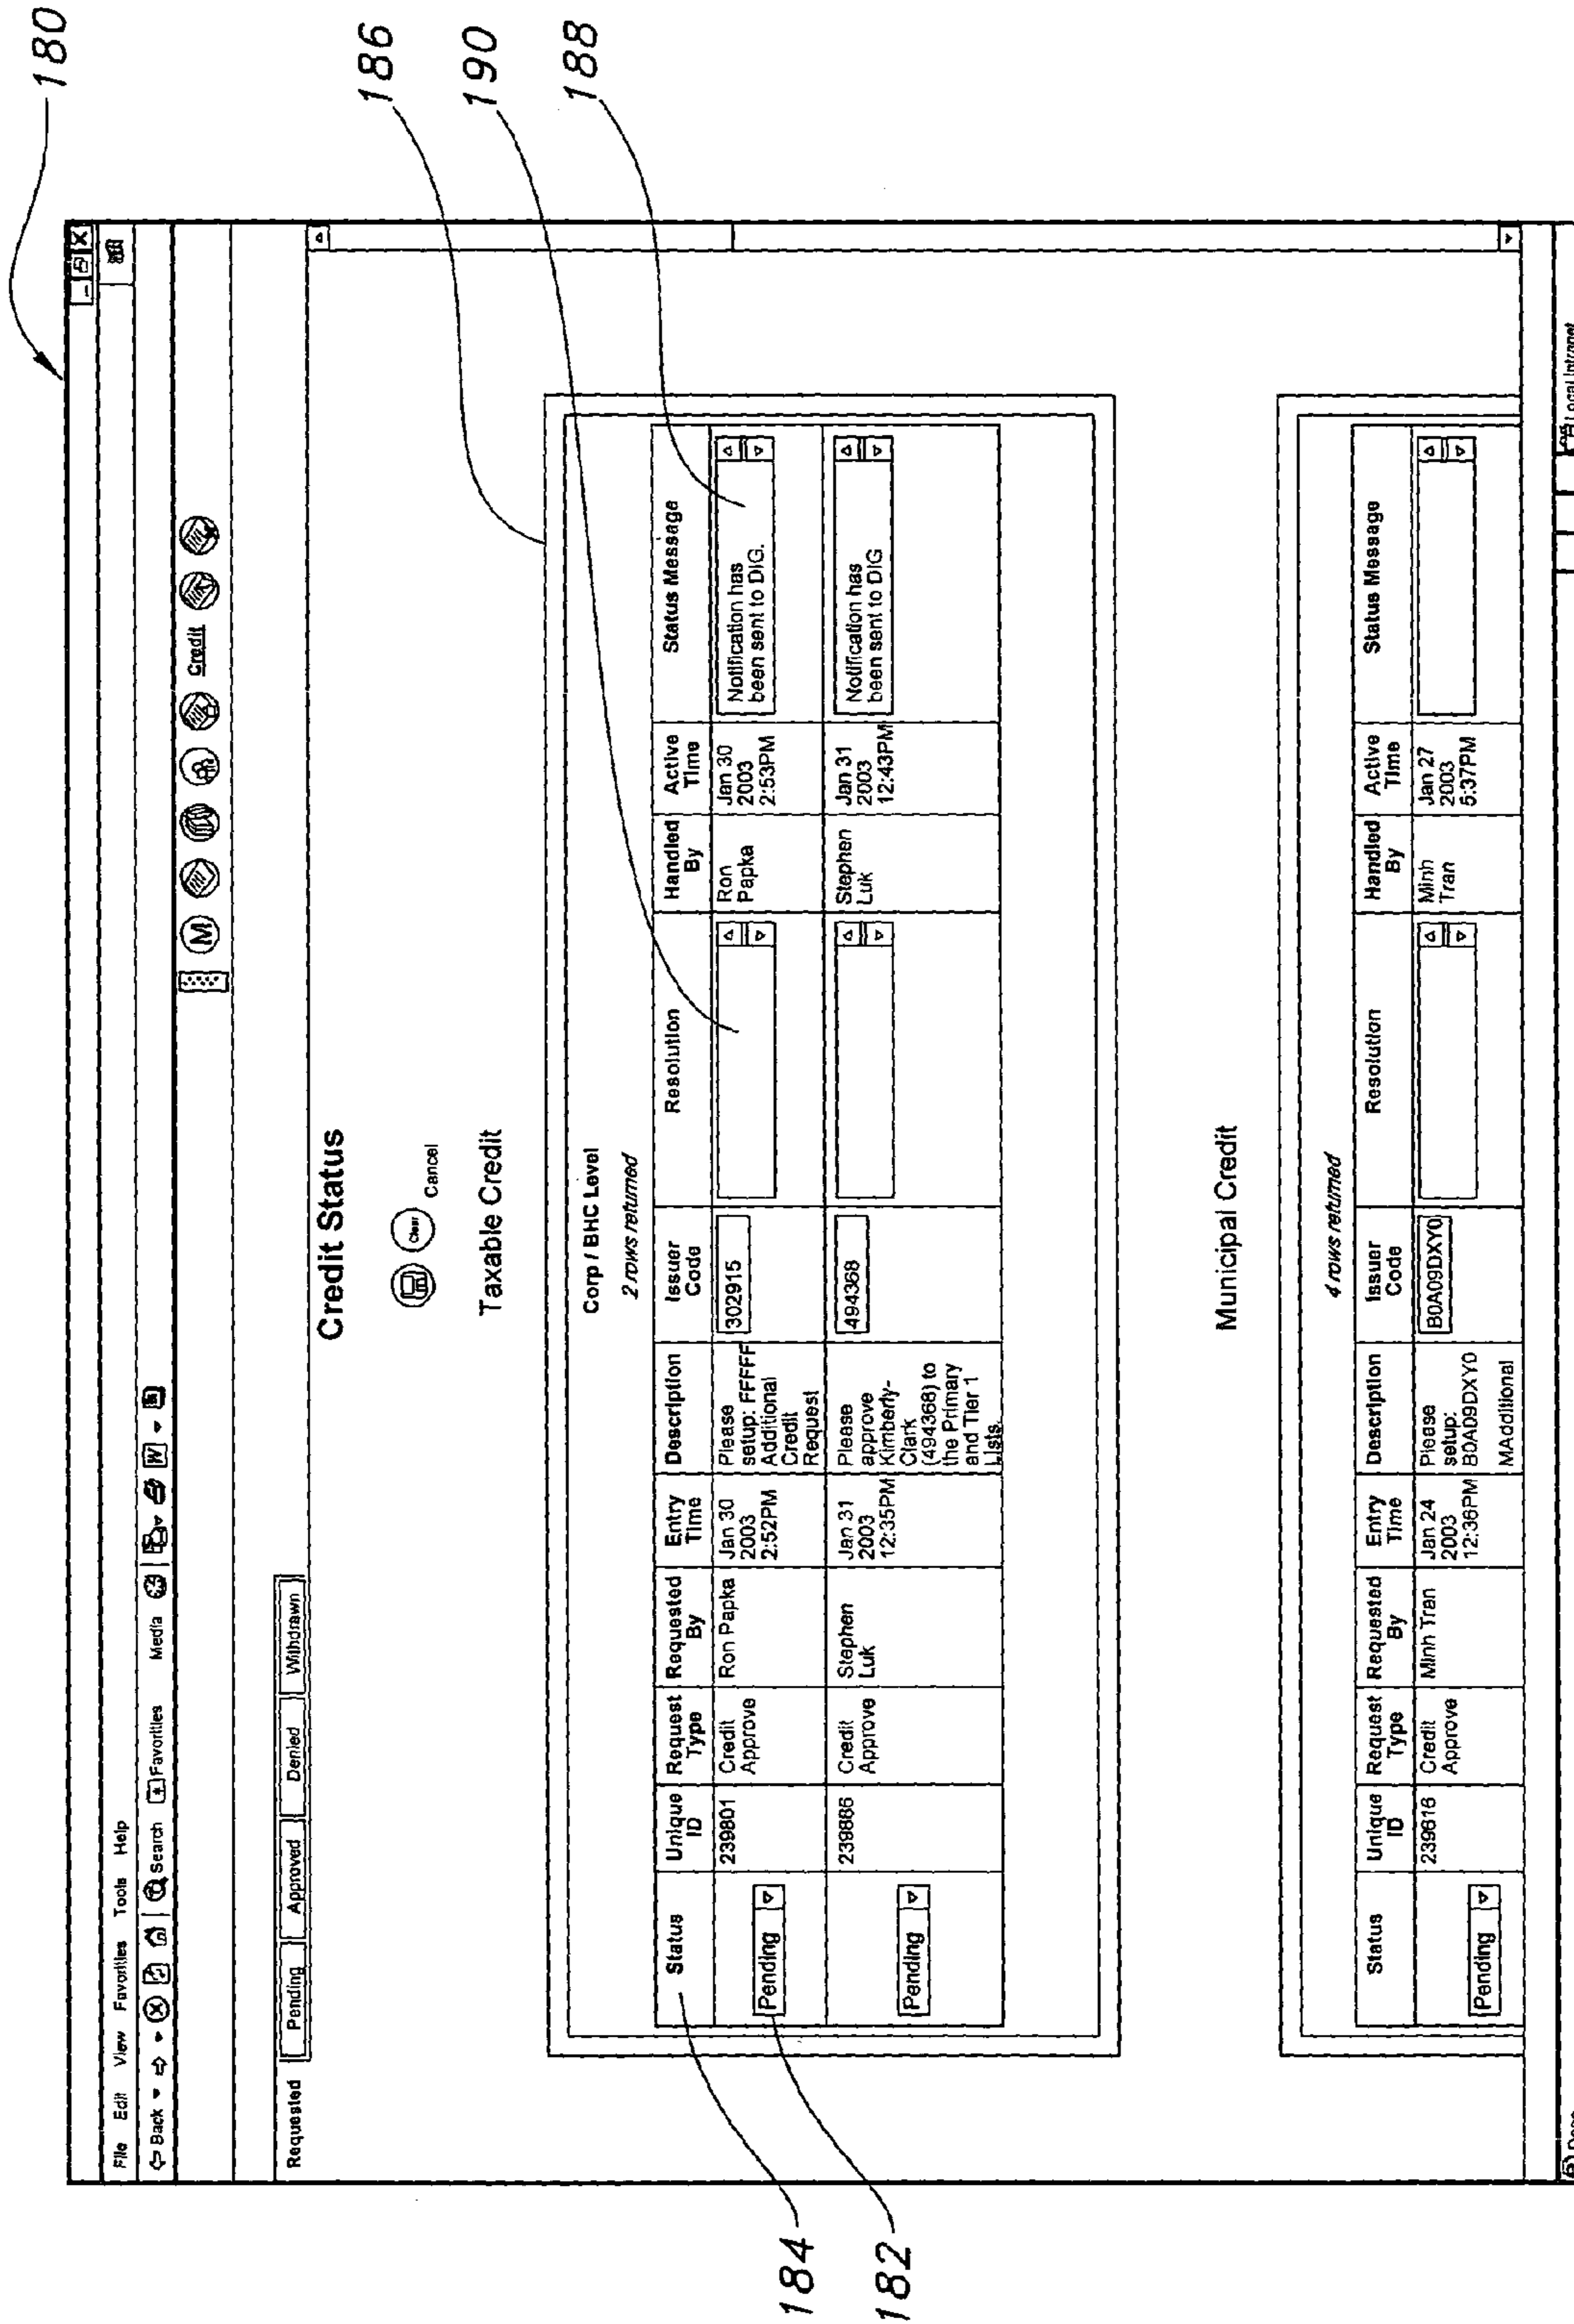 180
File Edit View Favorites Tools Help
Back Search Favorites Media W
M Credit
Requested Pending Approved Denied Withdrawn
Credit Status
Clear Cancel
186
Taxable Credit
190
Corp / BHC Level
188
2 rows returned
Status Unique ID Request Type Requested By Entry Time Description Issuer Code Resolution Handled By Active Time Status Message
184
Pending 239801 Credit Approve Ron Papka Jan 30 2003 2:52PM Please setup: FFFFF Additional Credit Request 302915 Ron Papka Jan 30 2003 2:53PM Notification has been sent to DIG.
182
Pending 239886 Credit Approve Stephen Luk Jan 31 2003 12:35PM Please approve Kimberly-Clark (494368) to the Primary and Tier 1 Lists. 494368 Stephen Luk Jan 31 2003 12:43PM Notification has been sent to DIG
Municipal Credit
4 rows returned
Status Unique ID Request Type Requested By Entry Time Description Issuer Code Resolution Handled By Active Time Status Message
Pending 239616 Credit Approve Minh Tran Jan 24 2003 12:36PM Please setup: B0A09DXY0 MAdditional B0A09DXY0 Minh Tran Jan 27 2003 5:37PM
Local Intranet